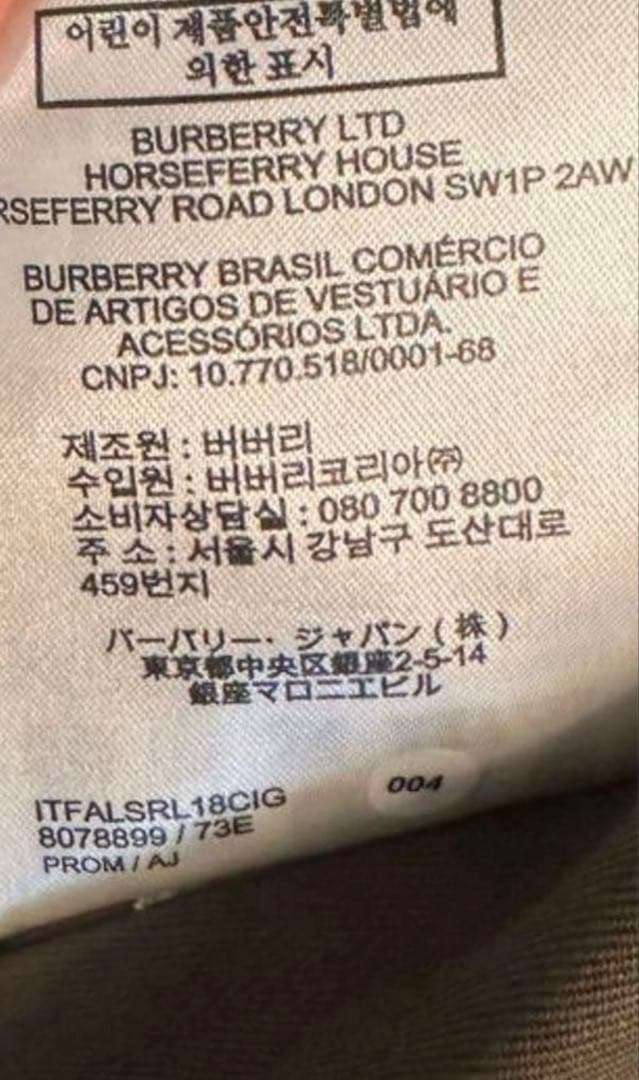 어린이 제품안전특별법에
의한 표시
BURBERRY LTD
HORSEFERRY HOUSE
RSEFERRY ROAD LONDON SW1P 2AW
BURBERRY BRASIL COMÉRCIO
DE ARTIGOS DE VESTUÁRIO E
ACESSÓRIOS LTDA.
CNPJ: 10.770.518/0001-68
제조원 : 버버리
수입원 : 버버리코리아㈜
소비자상담실 : 080 700 8800
주 소 : 서울시 강남구 도산대로
459번지
バーバリー・ジャパン ( 株 )
東京都中央区銀座2-5-14
銀座マロニエビル
ITFALSRL18CIG
8078899 / 73E
PROM / AJ
004